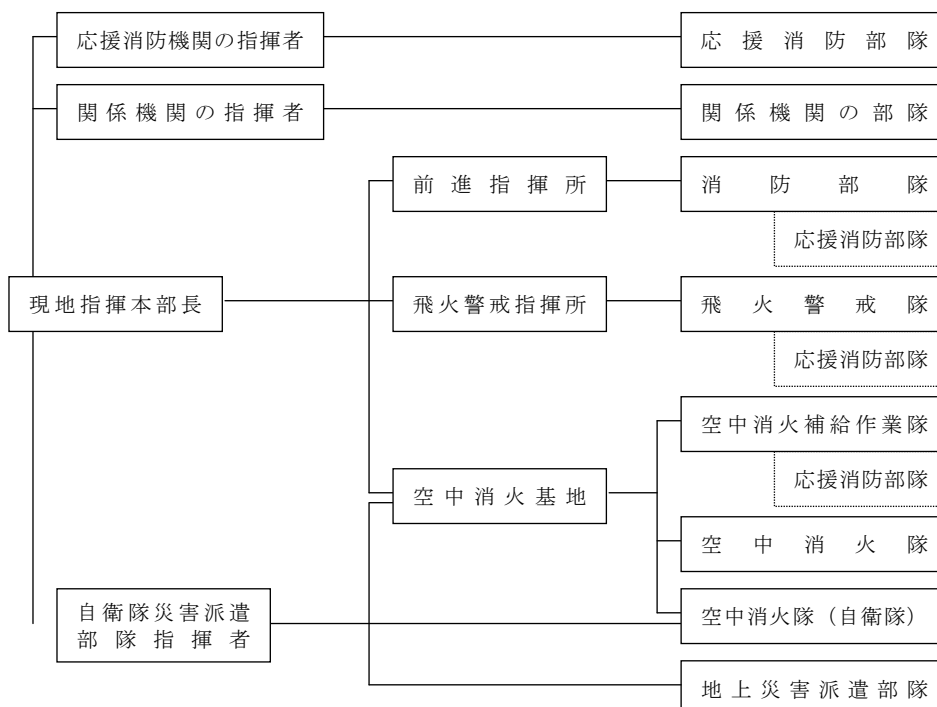 応援消防機関の指揮者
応援消防部隊
関係機関の指揮者
関係機関の部隊
前進指揮所
消防部隊
応援消防部隊
現地指揮本部長
飛火警戒指揮所
飛火警戒隊
応援消防部隊
空中消火補給作業隊
空中消火基地
応援消防部隊
空中消火隊
自衛隊災害派遣
部隊指揮者
空中消火隊（自衛隊）
地上災害派遣部隊